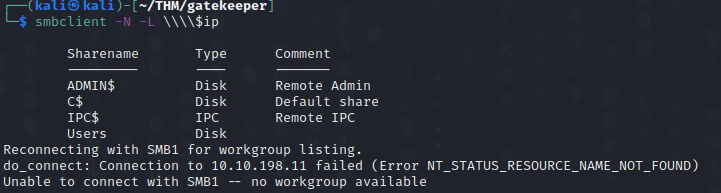 ┌──(kali㉿kali)-[~/THM/gatekeeper]
└─$ smbclient -N -L \\\\$ip

        Sharename       Type      Comment
        ---------       ----      -------
        ADMIN$          Disk      Remote Admin
        C$              Disk      Default share
        IPC$            IPC       Remote IPC
        Users           Disk
Reconnecting with SMB1 for workgroup listing.
do_connect: Connection to 10.10.198.11 failed (Error NT_STATUS_RESOURCE_NAME_NOT_FOUND)
Unable to connect with SMB1 -- no workgroup available